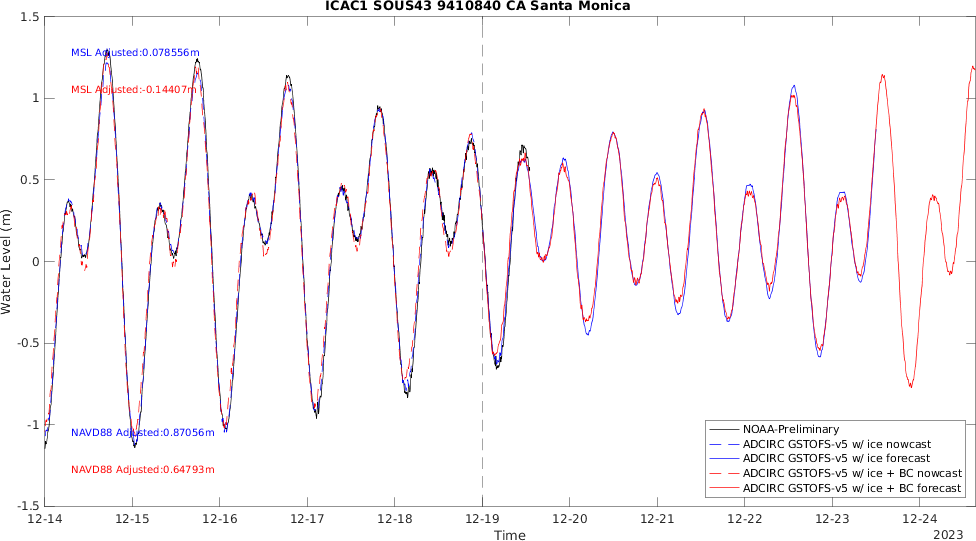 ICAC1 SOUS43 9410840 CA Santa Monica
1.5
MSL Adjusted:0.078556m
MSL Adjusted:-0.14407m
1
0.5
Water Level (m)
0
-0.5
-1
NAVD88 Adjusted:0.87056m
NAVD88 Adjusted:0.64793m
-1.5
NOAA-Preliminary
ADCIRC GSTOFS-v5 w/ ice nowcast
ADCIRC GSTOFS-v5 w/ ice forecast
ADCIRC GSTOFS-v5 w/ ice + BC nowcast
ADCIRC GSTOFS-v5 w/ ice + BC forecast
12-14 12-15 12-16 12-17 12-18 12-19 12-20 12-21 12-22 12-23 12-24
Time
2023